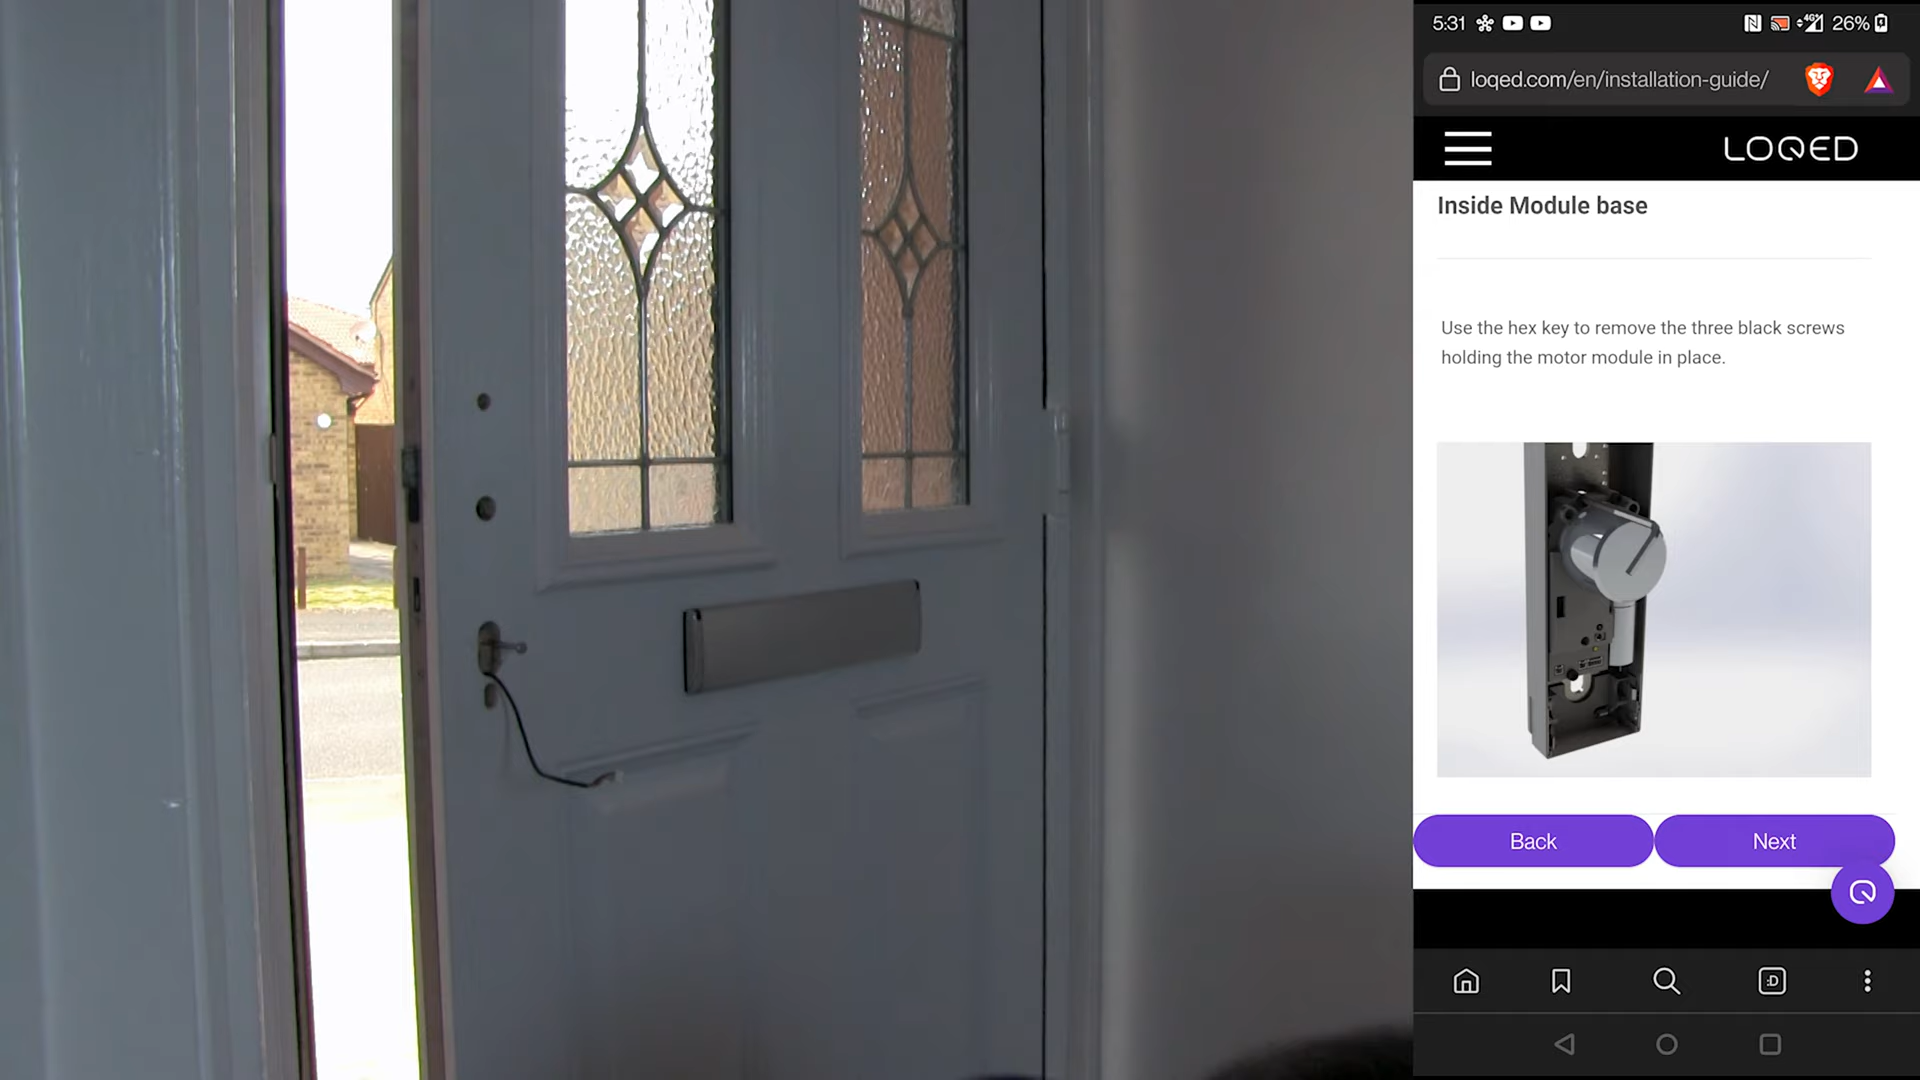 5:31
4G
26%
loqed.com/en/installation-guide/
LOQED
Inside Module base
Use the hex key to remove the three black screws
holding the motor module in place.
Back
Next
:D